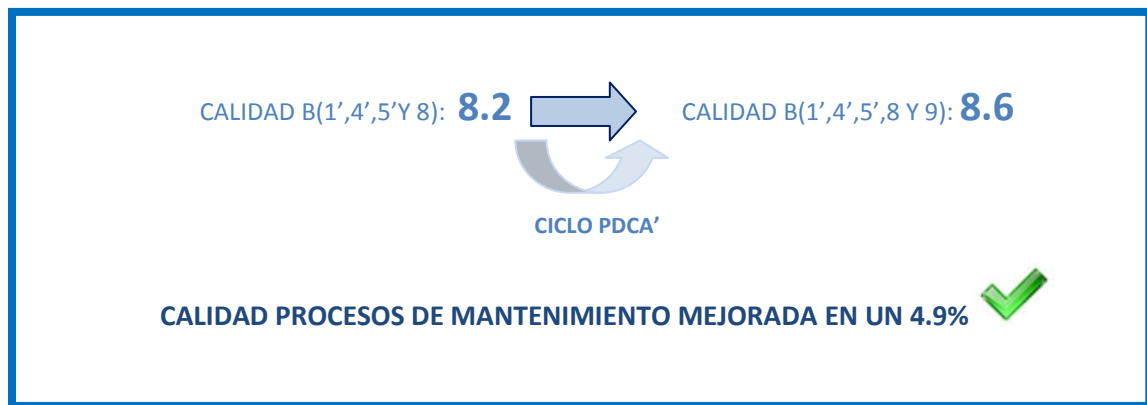 CALIDAD B(1’,4’,5’Y 8): 8.2 CALIDAD B(1’,4’,5’,8 Y 9): 8.6
CICLO PDCA’
CALIDAD PROCESOS DE MANTENIMIENTO MEJORADA EN UN 4.9%